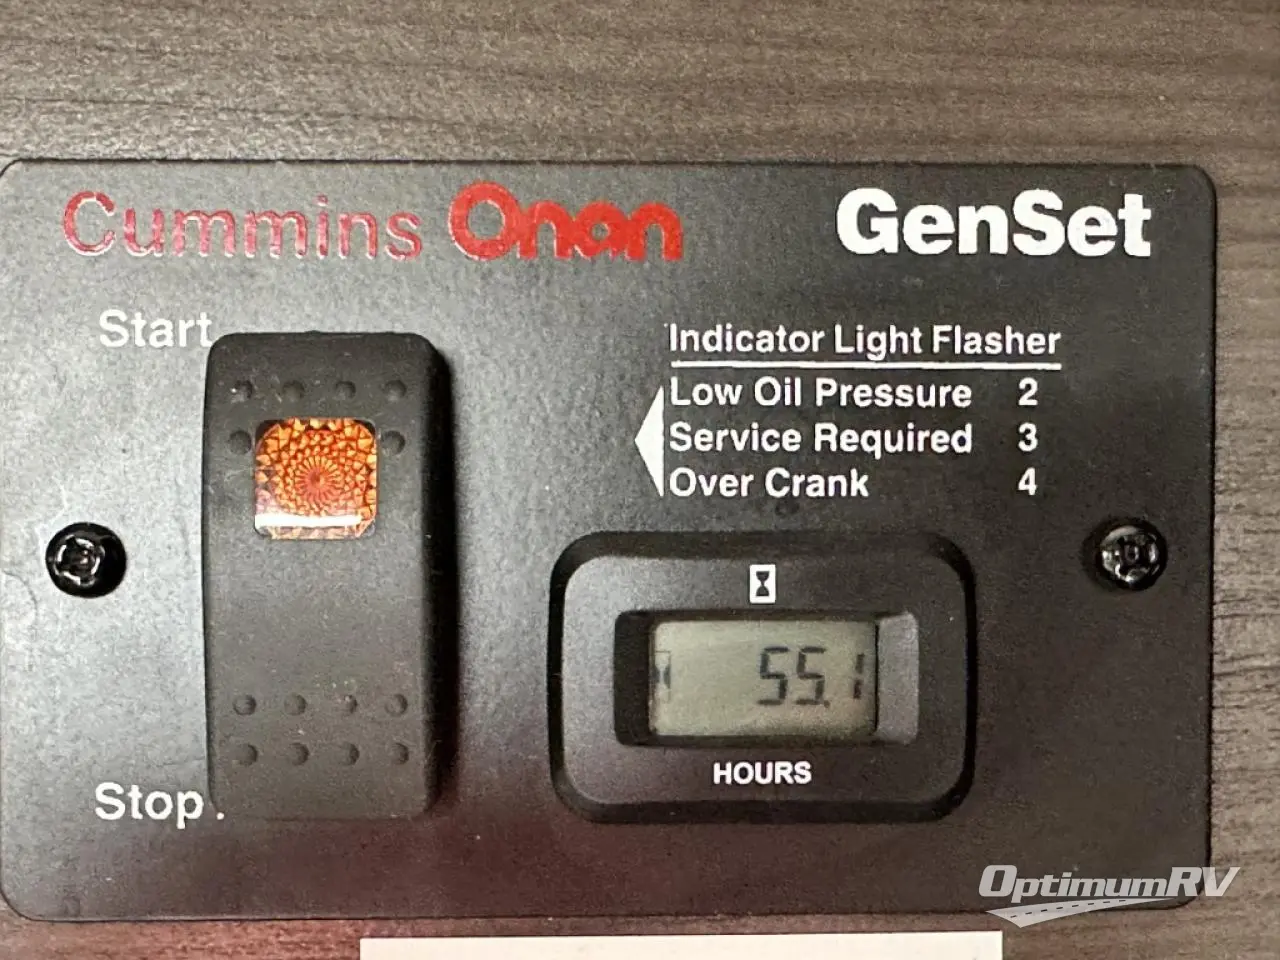 Cummins Onan
GenSet
Start
Indicator Light Flasher
Low Oil Pressure 2
Service Required 3
Over Crank 4
55.1
HOURS
Stop
OptimumRV